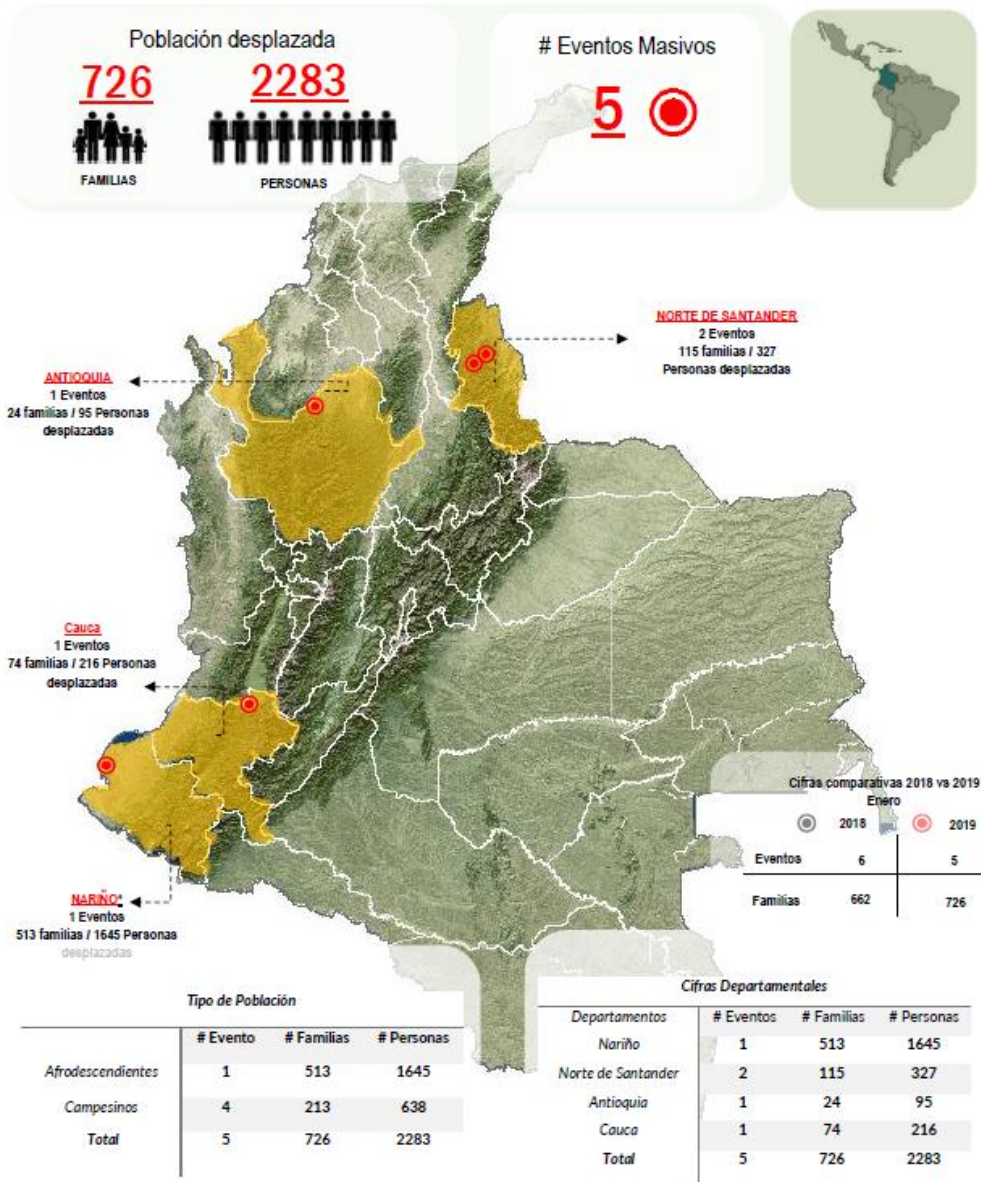 Población desplazada
726
2283
FAMILIAS
PERSONAS
# Eventos Masivos
5
NORTE DE SANTANDER
2 Eventos
115 familias / 327
Personas desplazadas
ANTIOQUIA
1 Eventos
24 familias / 95 Personas
desplazadas
Cauca
1 Eventos
74 familias / 216 Personas
desplazadas
NARIÑO*
1 Eventos
513 familias / 1645 Personas
desplazadas
Cifras comparativas 2018 vs 2019
Enero
2018 2019
Eventos 6 5
Familias 662 726
Tipo de Población
# Evento # Familias # Personas
Afrodescendientes 1 513 1645
Campesinos 4 213 638
Total 5 726 2283
Cifras Departamentales
Departamentos # Eventos # Familias # Personas
Nariño 1 513 1645
Norte de Santander 2 115 327
Antioquia 1 24 95
Cauca 1 74 216
Total 5 726 2283